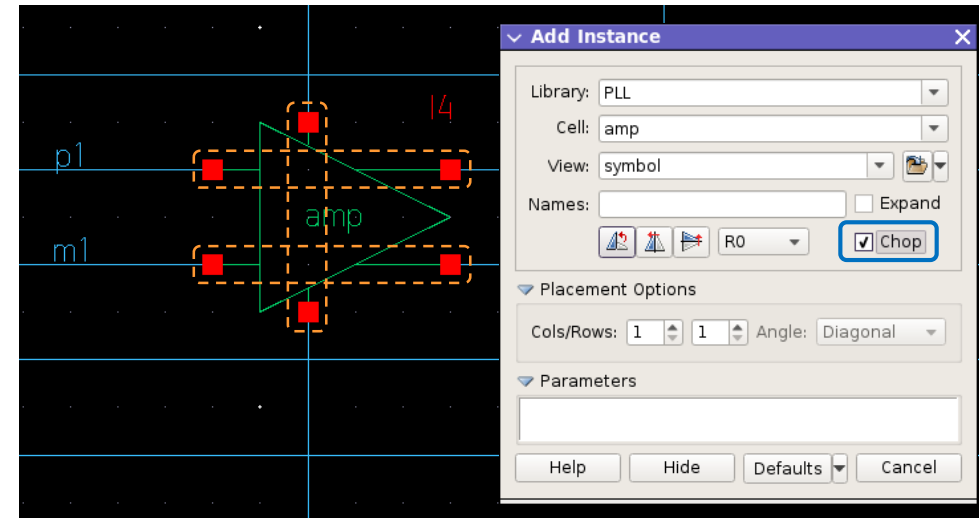 I4
p1
amp
m1
Add Instance
Library: PLL
Cell: amp
View: symbol
Names:
Expand
R0
Chop
Placement Options
Cols/Rows: 1 1 Angle: Diagonal
Parameters
Help Hide Defaults Cancel